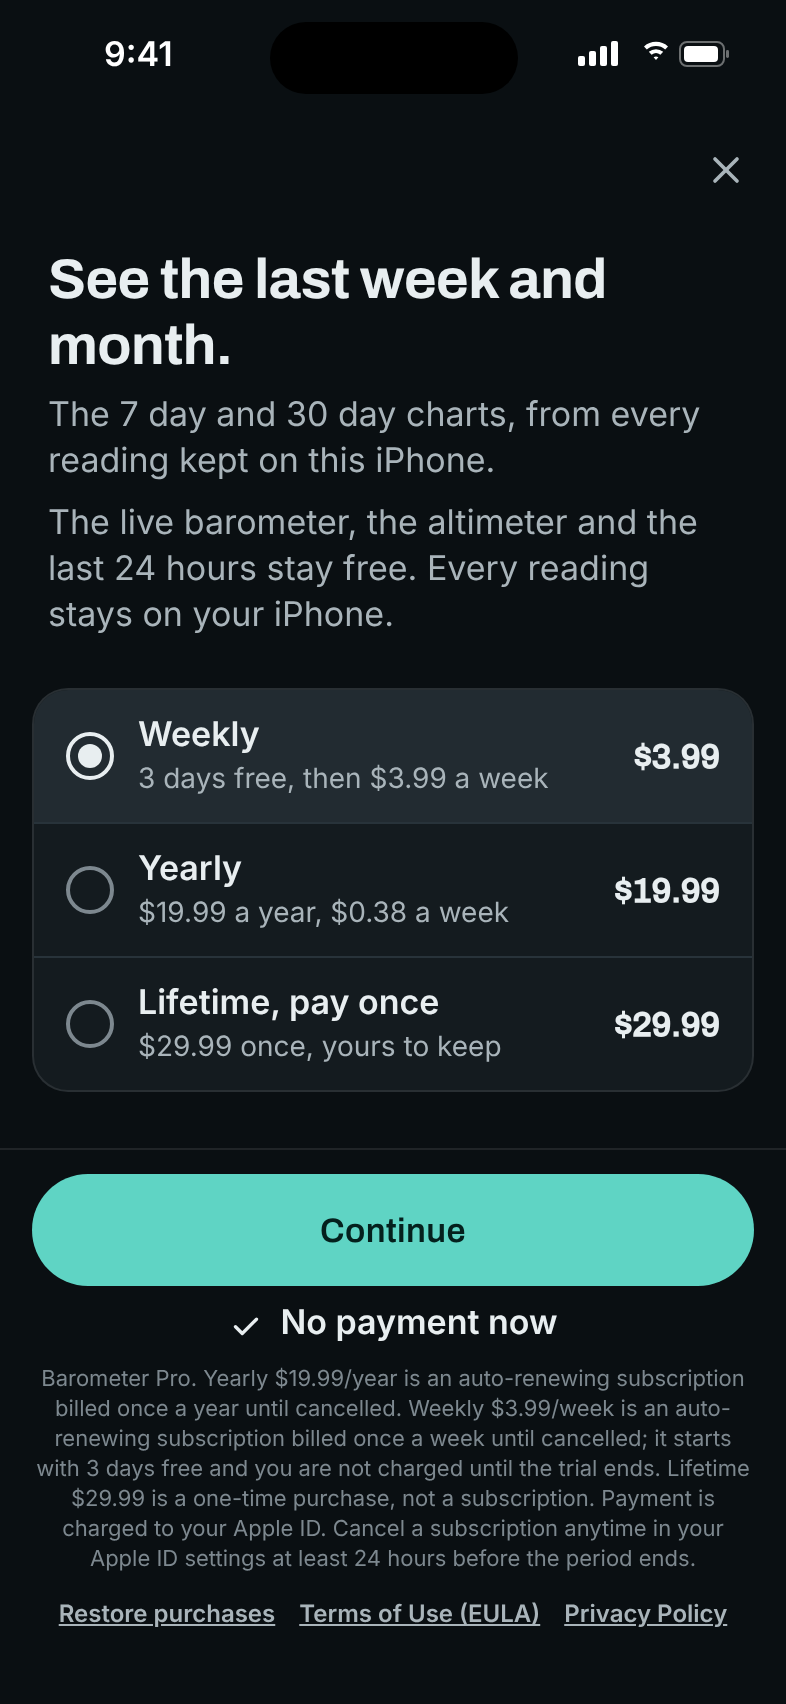 9:41
See the last week and
month.
The 7 day and 30 day charts, from every
reading kept on this iPhone.
The live barometer, the altimeter and the
last 24 hours stay free. Every reading
stays on your iPhone.
Weekly
3 days free, then $3.99 a week
$3.99
Yearly
$19.99 a year, $0.38 a week
$19.99
Lifetime, pay once
$29.99 once, yours to keep
$29.99
Continue
No payment now
Barometer Pro. Yearly $19.99/year is an auto-renewing subscription
billed once a year until cancelled. Weekly $3.99/week is an auto-
renewing subscription billed once a week until cancelled; it starts
with 3 days free and you are not charged until the trial ends. Lifetime
$29.99 is a one-time purchase, not a subscription. Payment is
charged to your Apple ID. Cancel a subscription anytime in your
Apple ID settings at least 24 hours before the period ends.
Restore purchases Terms of Use (EULA) Privacy Policy